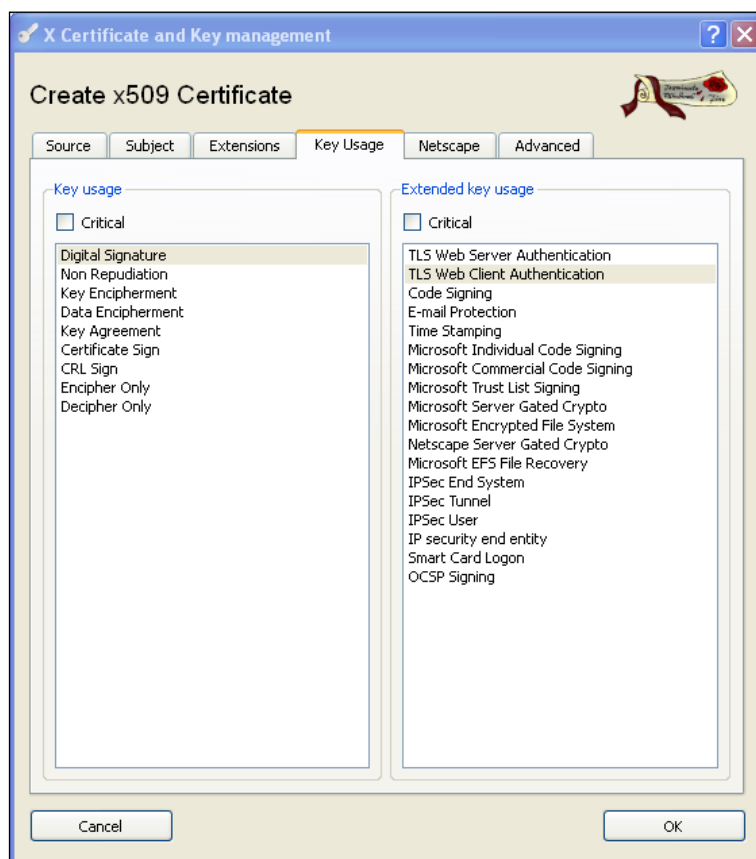 X Certificate and Key management
Create x509 Certificate
Source Subject Extensions Key Usage Netscape Advanced
Key usage
Critical
Digital Signature
Non Repudiation
Key Encipherment
Data Encipherment
Key Agreement
Certificate Sign
CRL Sign
Encipher Only
Decipher Only
Extended key usage
Critical
TLS Web Server Authentication
TLS Web Client Authentication
Code Signing
E-mail Protection
Time Stamping
Microsoft Individual Code Signing
Microsoft Commercial Code Signing
Microsoft Trust List Signing
Microsoft Server Gated Crypto
Microsoft Encrypted File System
Netscape Server Gated Crypto
Microsoft EFS File Recovery
IPSec End System
IPSec Tunnel
IPSec User
IP security end entity
Smart Card Logon
OCSP Signing
Cancel OK